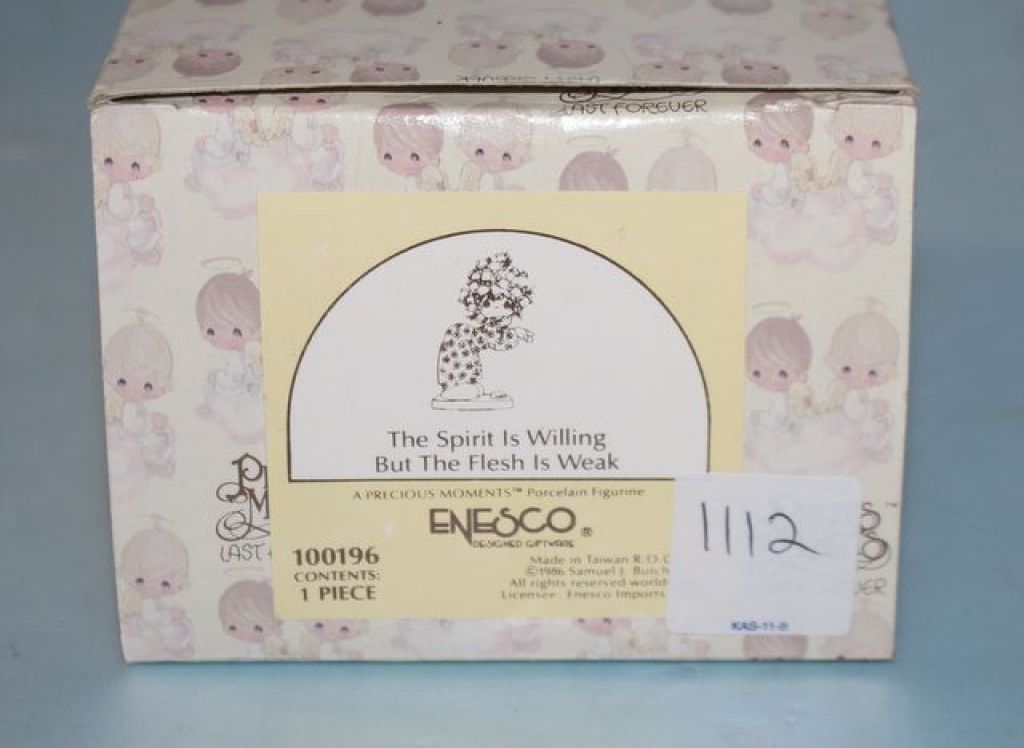 LAST FOREVER
The Spirit Is Willing
But The Flesh Is Weak
A PRECIOUS MOMENTS™ Porcelain Figurine
ENESCO®
DESIGNED GIFTWARE
100196
CONTENTS:
1 PIECE
Made in Taiwan R.O.C
©1986 Samuel J. Butch
All rights reserved world
Licensee: Enesco Imports
1112
KAS-11-B
LAST